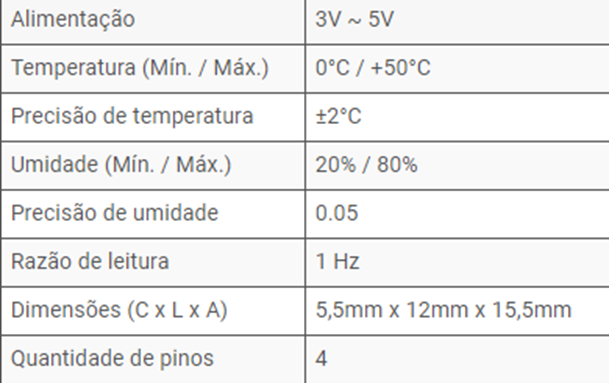 Alimentação 3V ~ 5V
Temperatura (Mín. / Máx.) 0°C / +50°C
Precisão de temperatura ±2°C
Umidade (Mín. / Máx.) 20% / 80%
Precisão de umidade 0.05
Razão de leitura 1 Hz
Dimensões (C x L x A) 5,5mm x 12mm x 15,5mm
Quantidade de pinos 4